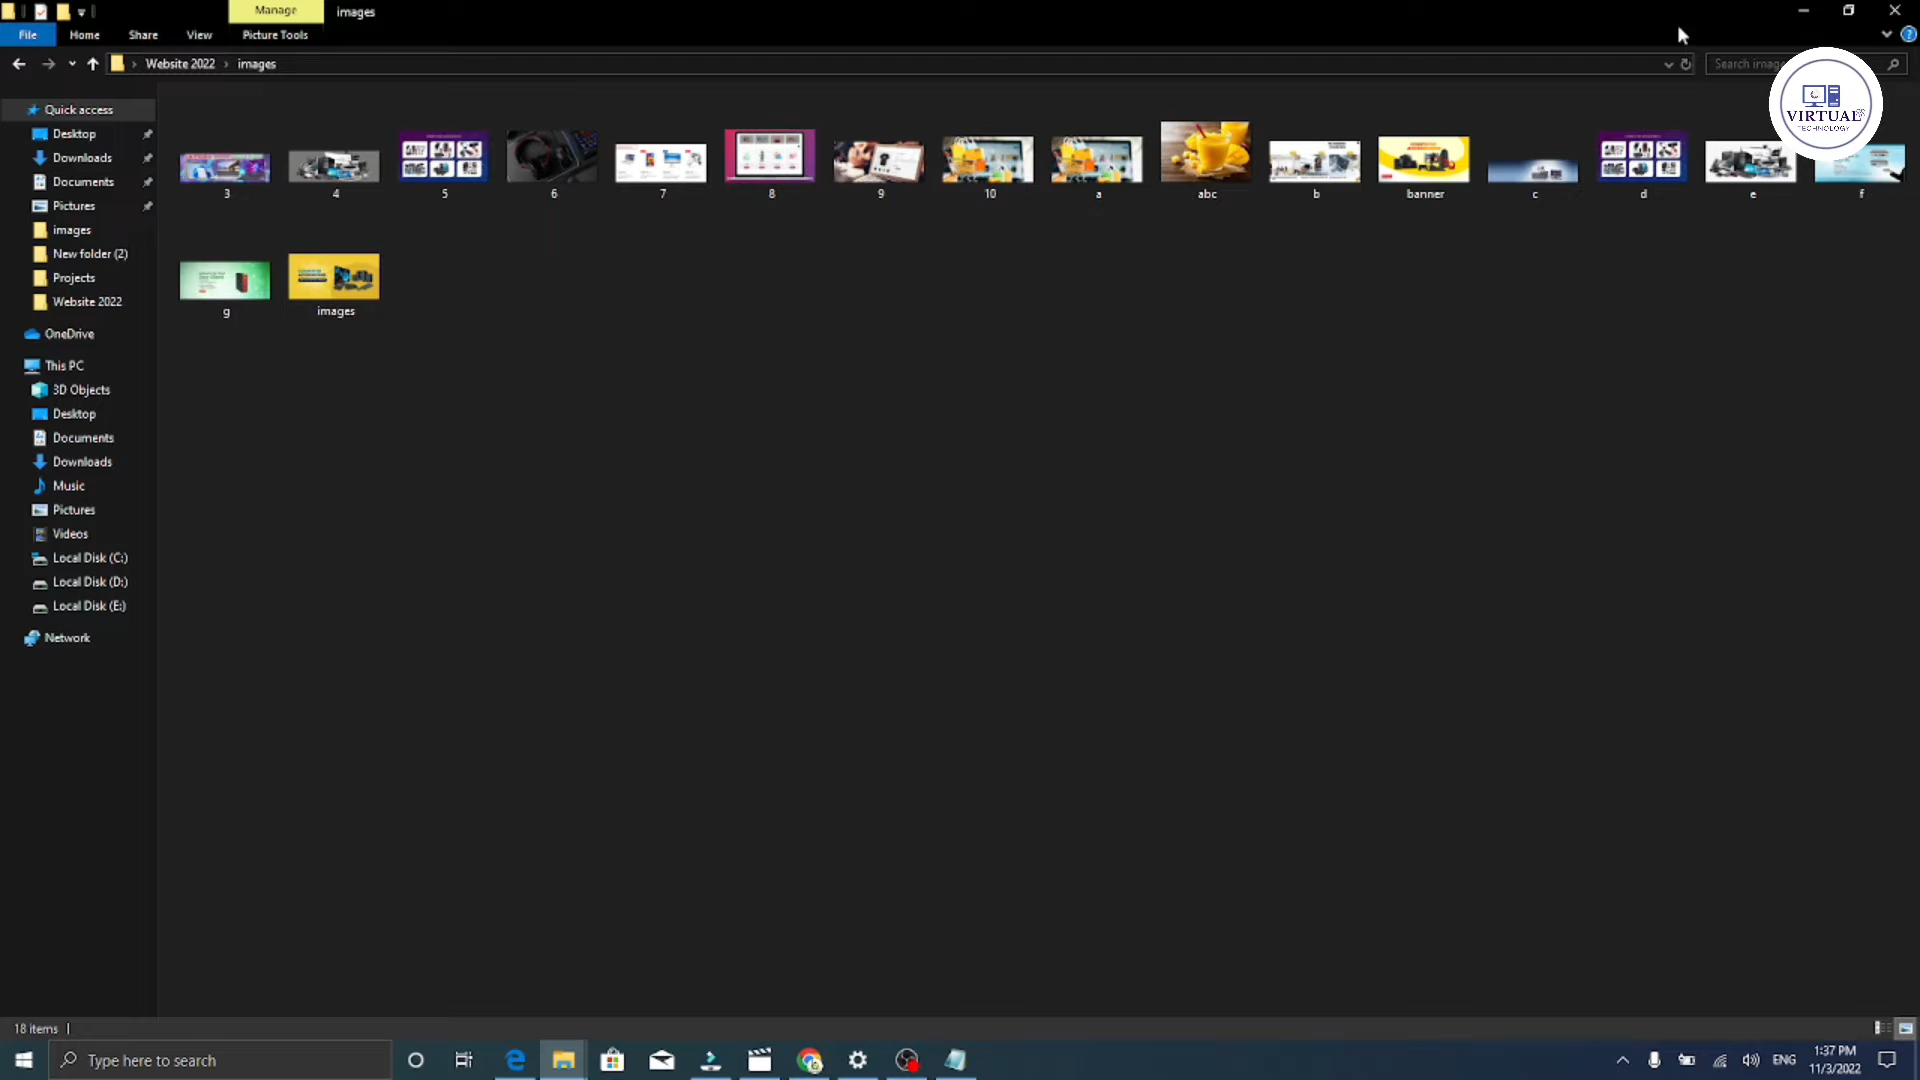 Manage
images
File
Home
Share
View
Picture Tools
Website 2022
images
Search
VIRTUAL
TECHNOLOGY
Quick access
Desktop
Downloads
Documents
Pictures
images
New folder (2)
Projects
Website 2022
OneDrive
This PC
3D Objects
Desktop
Documents
Downloads
Music
Pictures
Videos
Local Disk (C:)
Local Disk (D:)
Local Disk (E:)
Network
3
4
5
6
7
8
9
10
a
abc
b
banner
c
d
e
f
g
images
18 items
Type here to search
ENG
1:37 PM
11/3/2022